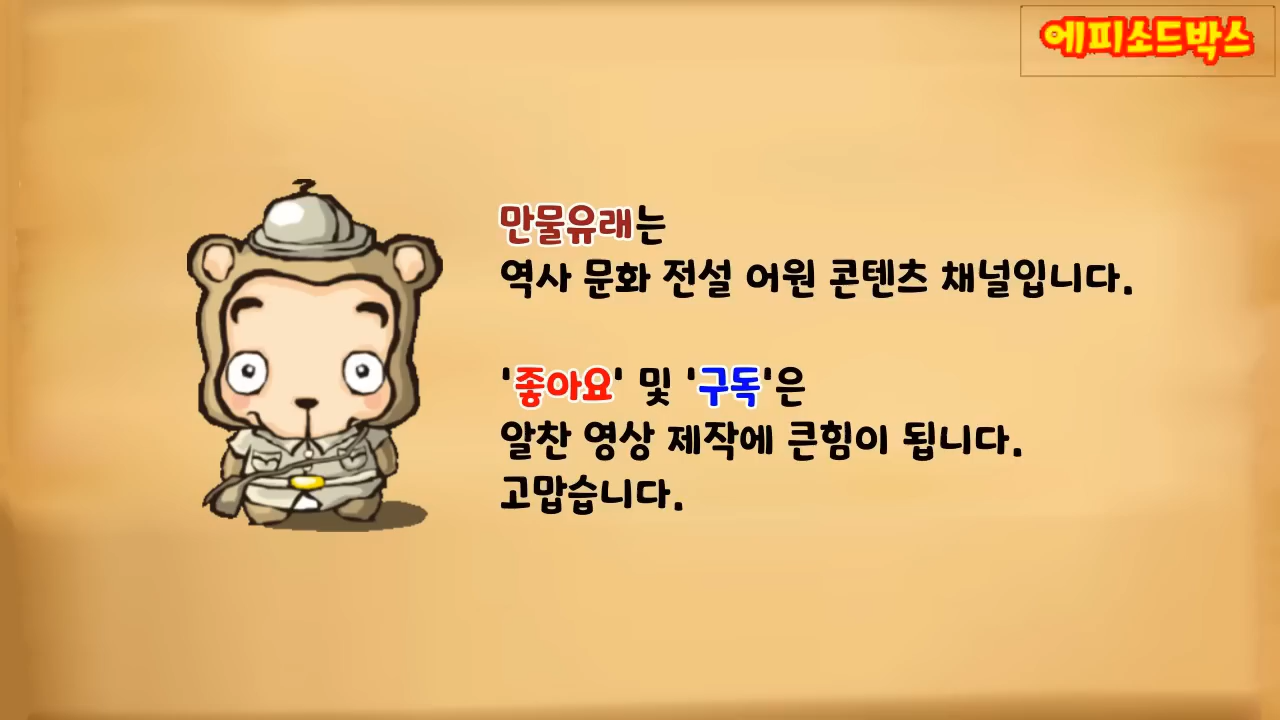 에피소드박스
만물유래는
역사 문화 전설 어원 콘텐츠 채널입니다.
'좋아요' 및 '구독'은
알찬 영상 제작에 큰힘이 됩니다.
고맙습니다.